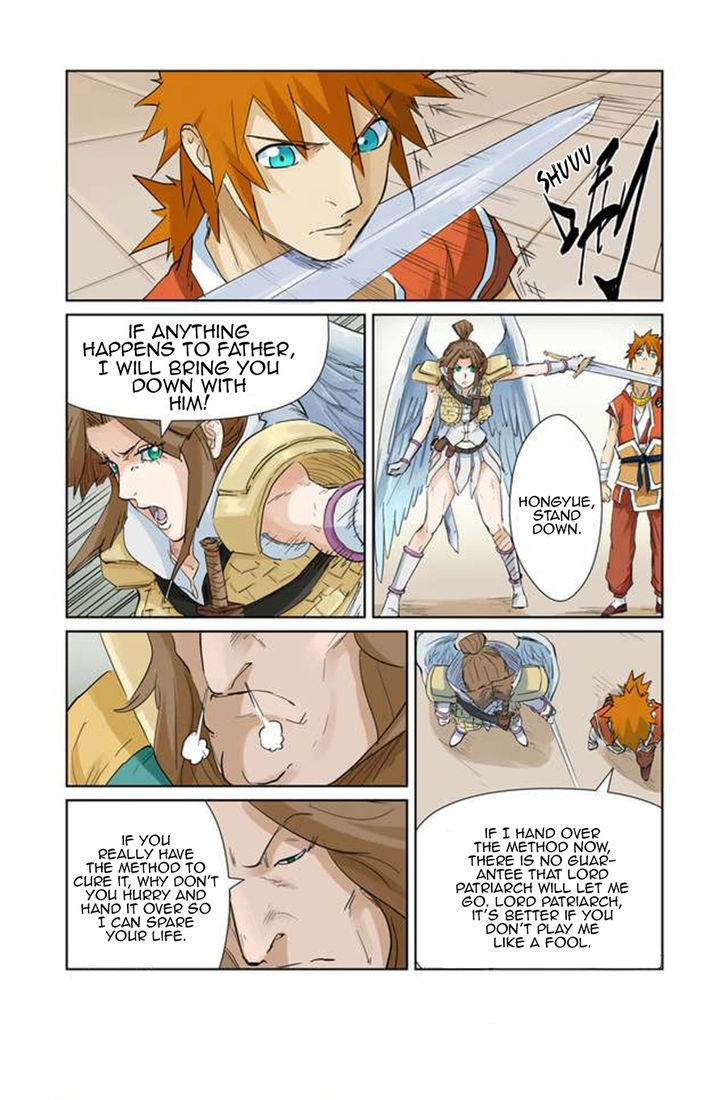 SHUUU
IF ANYTHING
HAPPENS TO FATHER,
I WILL BRING YOU
DOWN WITH
HIM!
HONGYUE,
STAND
DOWN.
IF YOU
REALLY HAVE
THE METHOD TO
CURE IT, WHY DON'T
YOU HURRY AND
HAND IT OVER SO
I CAN SPARE
YOUR LIFE.
IF I HAND OVER
THE METHOD NOW,
THERE IS NO GUAR-
ANTEE THAT LORD
PATRIARCH WILL LET ME
GO. LORD PATRIARCH,
IT'S BETTER IF YOU
DON'T PLAY ME
LIKE A FOOL.